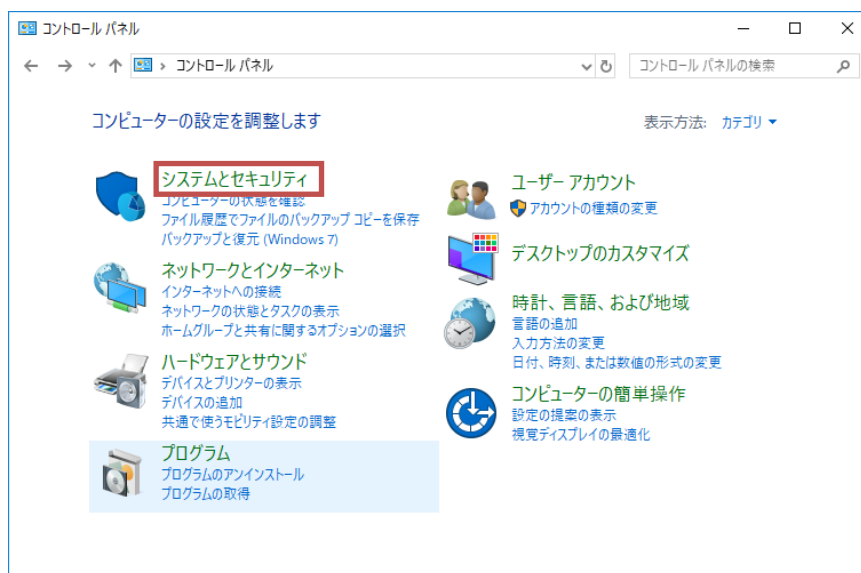 コントロール パネル
コントロール パネル
コントロール パネルの検索
コンピューターの設定を調整します
表示方法: カテゴリ
システムとセキュリティ
コンピューターの状態を確認
ファイル履歴でファイルのバックアップ コピーを保存
バックアップと復元 (Windows 7)
ネットワークとインターネット
インターネットへの接続
ネットワークの状態とタスクの表示
ホームグループと共有に関するオプションの選択
ハードウェアとサウンド
デバイスとプリンターの表示
デバイスの追加
共通で使うモビリティ設定の調整
プログラム
プログラムのアンインストール
プログラムの取得
ユーザー アカウント
アカウントの種類の変更
デスクトップのカスタマイズ
時計、言語、および地域
言語の追加
入力方法の変更
日付、時刻、または数値の形式の変更
コンピューターの簡単操作
設定の提案の表示
視覚ディスプレイの最適化